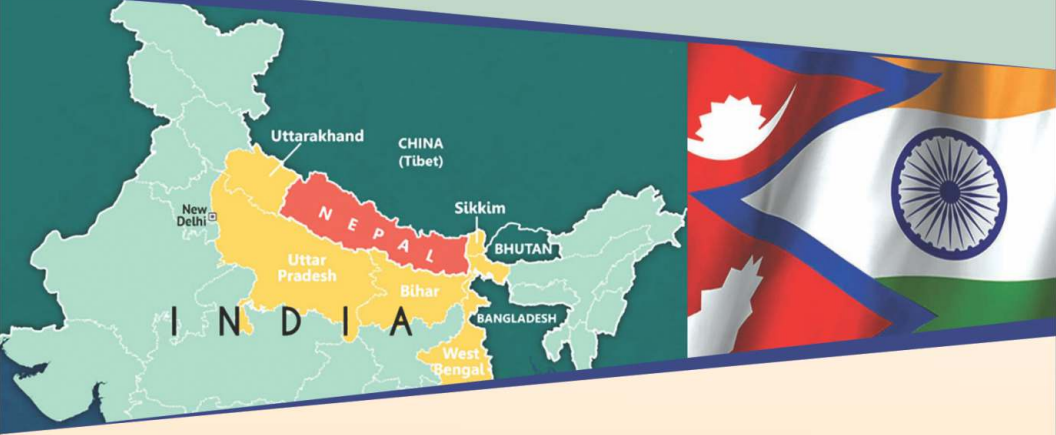 Uttarakhand
CHINA
(Tibet)
New
Delhi
NEPAL
Sikkim
BHUTAN
Uttar
Pradesh
Bihar
INDIA
BANGLADESH
West
Bengal